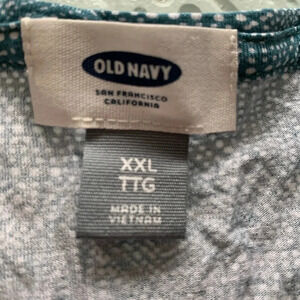 OLD NAVY
SAN FRANCISCO
CALIFORNIA
XXL
TTG
MADE IN
VIETNAM